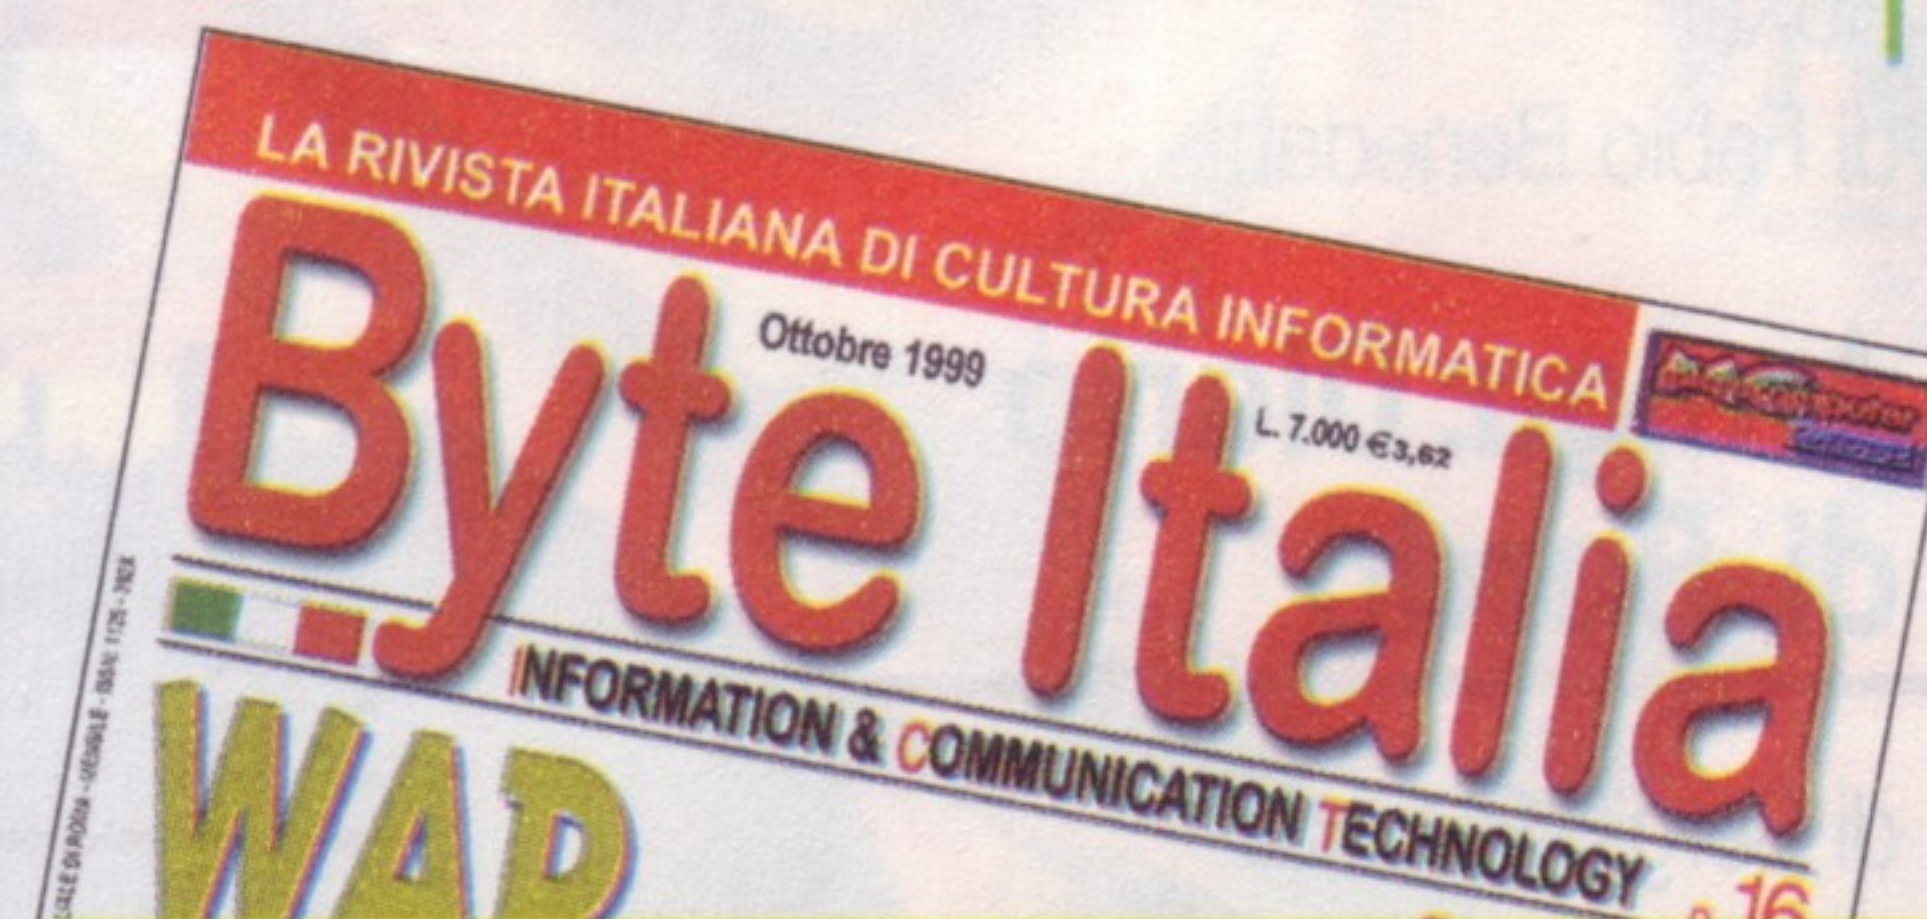 LA RIVISTA ITALIANA DI CULTURA INFORMATICA
Ottobre 1999
Byte Italia
L. 7.000 €3,62
INFORMATION & COMMUNICATION TECHNOLOGY
WAP
16